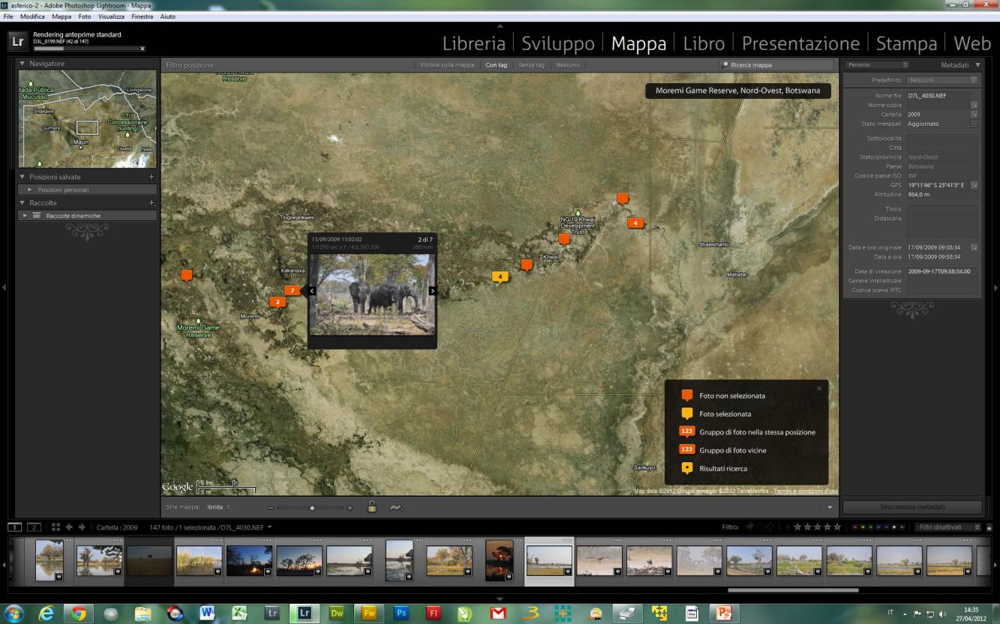 asferico-2 - Adobe Photoshop Lightroom - Mappa
File Modifica Mappa Foto Visualizza Finestra Aiuto
Lr
Rendering anteprime standard
D3L_0199.NEF (42 di 147)
Libreria Sviluppo Mappa Libro Presentazione Stampa Web
Navigatore
Livingstone
Mucusso
Shakawe
CT/1
Concessionaire
(hunting)
Gumare
Maun
Gweta Nata
Posizioni salvate
Posizioni personali
Raccolte
Raccolte dinamiche
Filtro posizione: Visibile sulla mappa Con tag Senza tag Nessuno Ricerca mappa
Reserve
Moremi Game Reserve, Nord-Ovest, Botswana
Tlogoeankwes
NG/19 Khwai
Development
Trust
4
Shaleshanto
Khwai
Mababe
13/09/2009 13:02:02 2 di 7
1/1250 sec a f / 4,0, ISO 200 200 mm
Xakanaxa
4
7
2
Moremi
Moremi Game
Reserve
Sankuyo
Foto non selezionata
Foto selezionata
123 Gruppo di foto nella stessa posizione
123 Gruppo di foto vicine
Risultati ricerca
Google
5 km
5 mi
Map data ©2012 Google Immagini ©2012 TerraMetrics - Termini e condizioni d'uso
Stile mappa: Ibrida
Percorso Metadati
Predefinito Nessuno
Nome file D7L_4030.NEF
Nome copia
Cartella 2009
Stato metadati Aggiornato
Sottolocalità
Città
Stato/provincia Nord-Ovest
Paese Botswana
Codice paese ISO BW
GPS 19°11'46" S 23°41'3" E
Altitudine 954,0 m
Titolo
Didascalia
Data e ora originale 17/09/2009 09:58:34
Data e ora 17/09/2009 09:58:34
Data di creazione 2009-09-17T09:58:34.00
Genere intellettuale
Codice scena IPTC
Sincronizza metadati
1 2 Cartella : 2009 147 foto /1 selezionata /D7L_4030.NEF Filtro: Filtri disattivati
Lr Lr Dw Fw Ps Fl
IT
14:35
27/04/2012